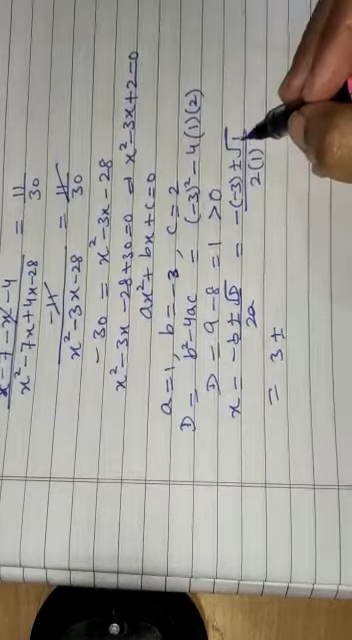 x - 7 - x - 4 / x² - 7x + 4x - 28 = 11 / 30
-11 / x² - 3x - 28 = 11 / 30
- 30 = x² - 3x - 28
x² - 3x - 28 + 30 = 0 → x² - 3x + 2 = 0
ax² + bx + c = 0
a = 1, b = -3, c = 2
D = b² - 4ac = (-3)² - 4(1)(2)
D = 9 - 8 = 1 > 0
x = -b ± √D / 2a = -(-3) ± √1 / 2(1)
= 3 ±